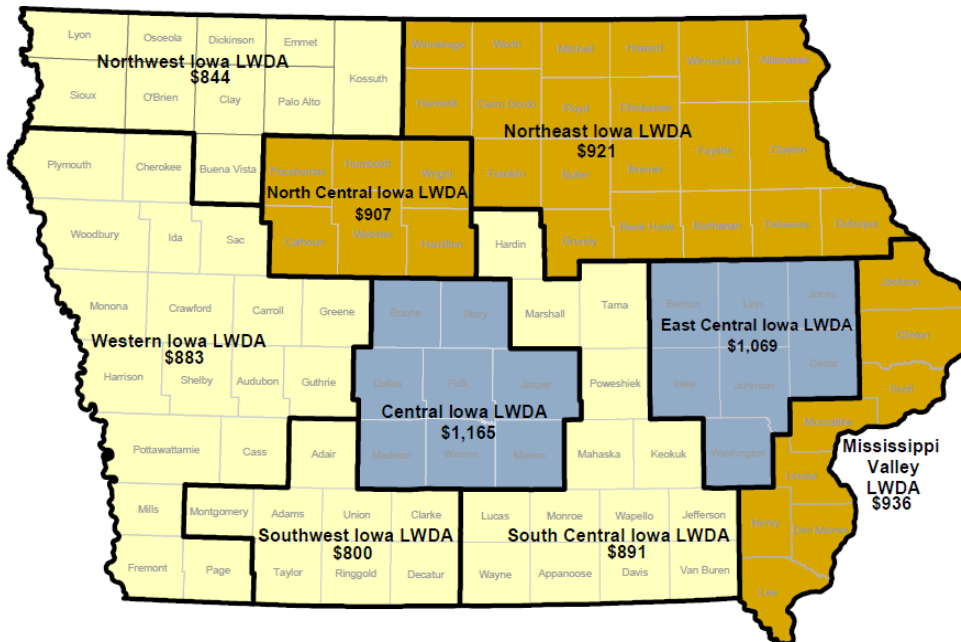 Lyon
Osceola
Dickinson
Emmet
Winnebago
Worth
Mitchell
Howard
Winneshiek
Allamakee
Northwest Iowa LWDA
$844
Kossuth
Sioux
O'Brien
Clay
Palo Alto
Hancock
Cerro Gordo
Floyd
Chickasaw
Northeast Iowa LWDA
$921
Fayette
Clayton
Plymouth
Cherokee
Buena Vista
Pocahontas
Humboldt
Wright
Franklin
Butler
Bremer
North Central Iowa LWDA
$907
Woodbury
Ida
Sac
Calhoun
Webster
Hamilton
Hardin
Grundy
Black Hawk
Buchanan
Delaware
Dubuque
Jackson
Monona
Crawford
Carroll
Greene
Boone
Story
Marshall
Tama
Benton
Linn
Jones
East Central Iowa LWDA
$1,069
Clinton
Western Iowa LWDA
$883
Cedar
Harrison
Shelby
Audubon
Guthrie
Dallas
Polk
Jasper
Poweshiek
Iowa
Johnson
Scott
Central Iowa LWDA
$1,165
Muscatine
Pottawattamie
Cass
Adair
Madison
Warren
Marion
Mahaska
Keokuk
Washington
Louisa
Mississippi
Valley
LWDA
$936
Mills
Montgomery
Adams
Union
Clarke
Lucas
Monroe
Wapello
Jefferson
Henry
Des Moines
Southwest Iowa LWDA
$800
South Central Iowa LWDA
$891
Fremont
Page
Taylor
Ringgold
Decatur
Wayne
Appanoose
Davis
Van Buren
Lee